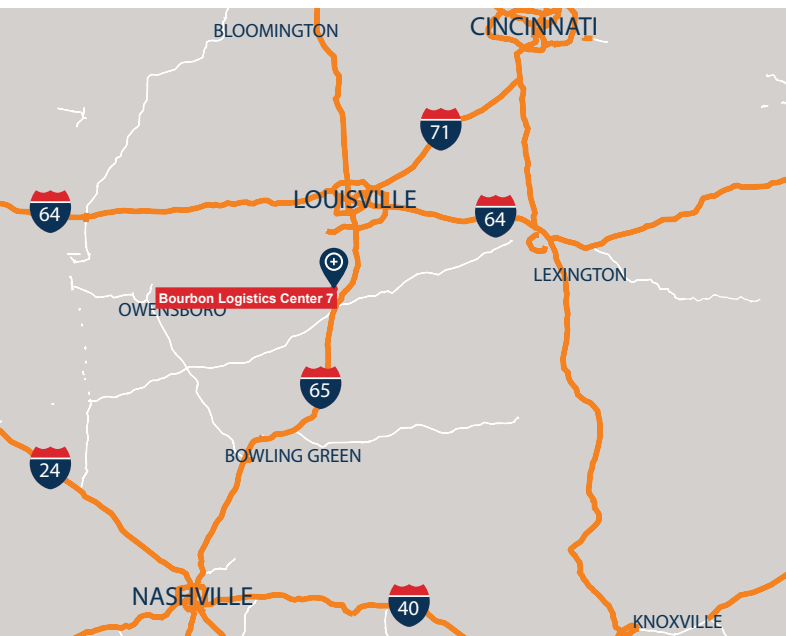 CINCINNATI
BLOOMINGTON
71
LOUISVILLE
64
64
LEXINGTON
Bourbon Logistics Center 7
OWENSBORO
65
BOWLING GREEN
24
NASHVILLE
40
KNOXVILLE